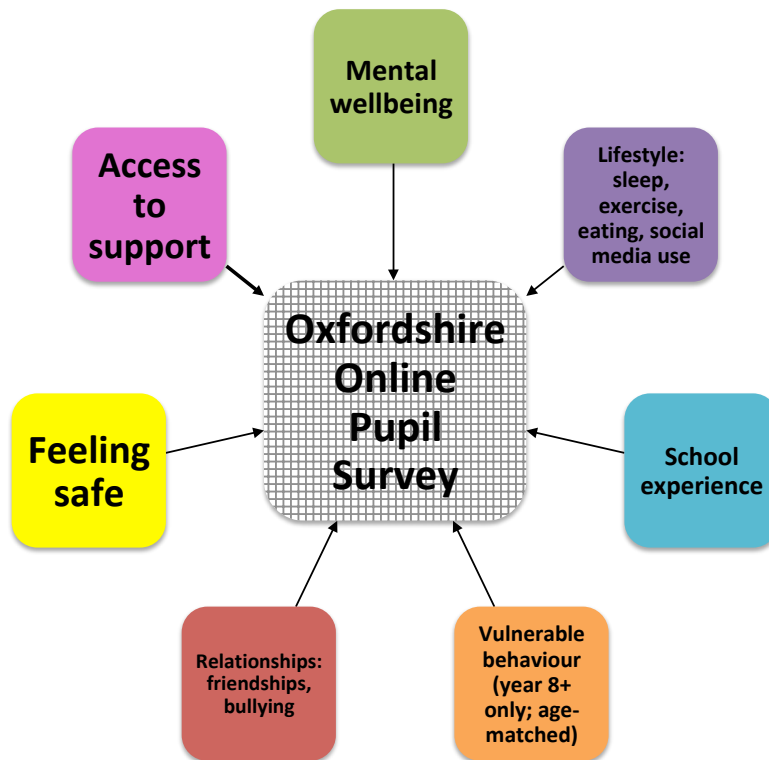 Mental
wellbeing
Access
to
support
Lifestyle:
sleep,
exercise,
eating, social
media use
Oxfordshire
Online
Pupil
Survey
Feeling
safe
School
experience
Relationships:
friendships,
bullying
Vulnerable
behaviour
(year 8+
only; age-
matched)